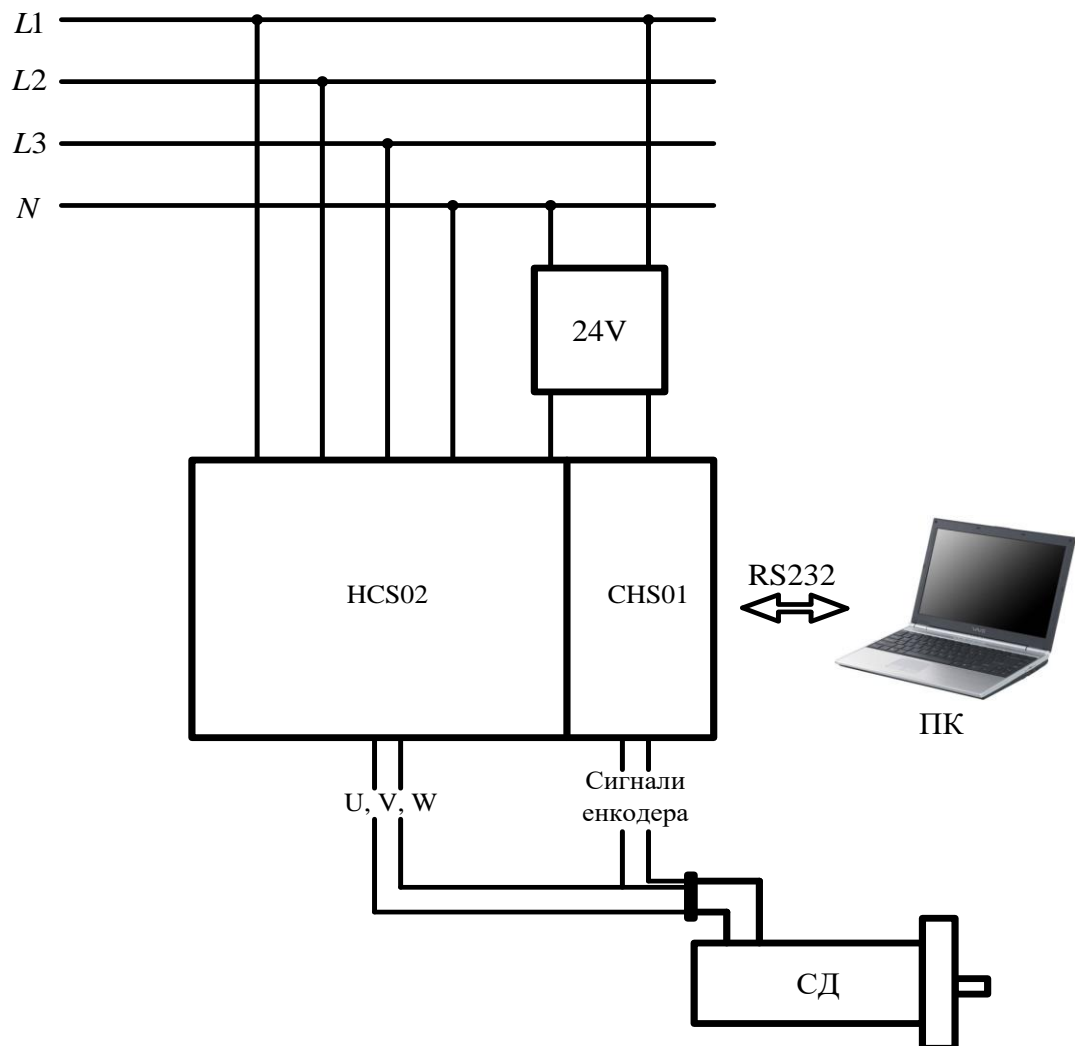 L1
L2
L3
N
24V
HCS02
CHS01
RS232
ПК
U, V, W
Сигнали
енкодера
СД